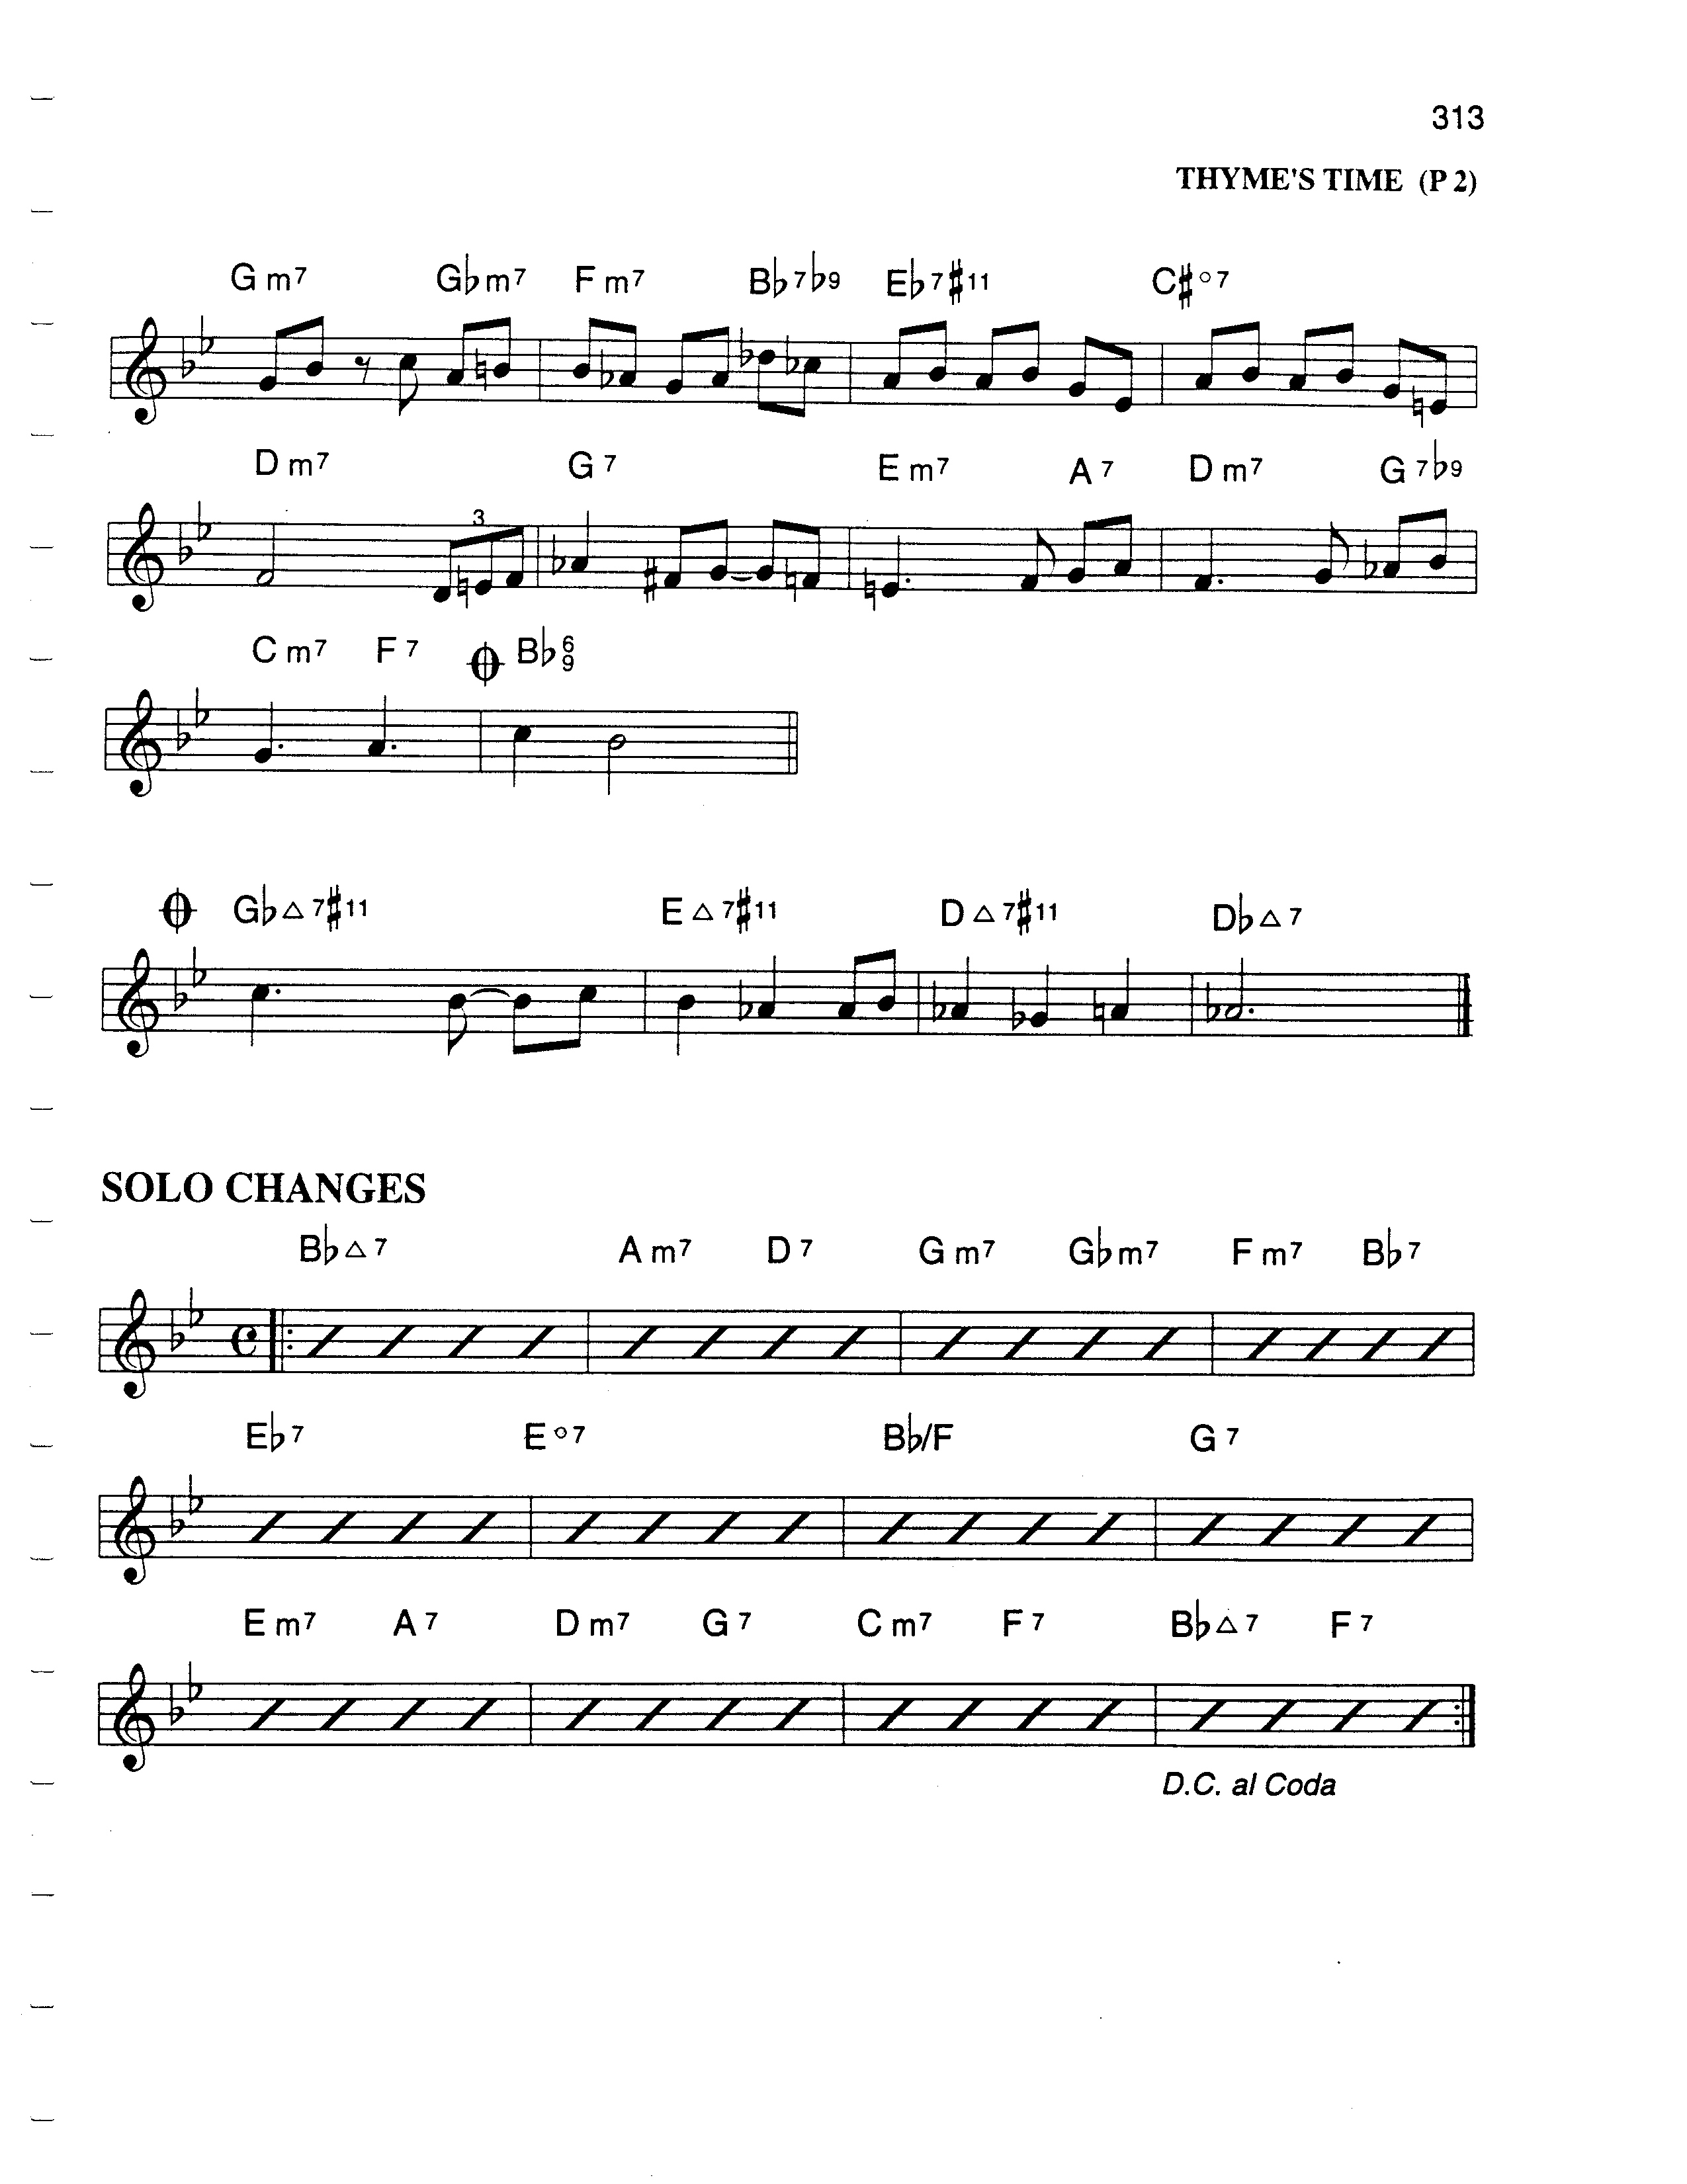 313
THYME'S TIME (P 2)
G m7 G♭m7 F m7 B♭7♭9 E♭7♯11 C♯°7
D m7 G 7 E m7 A 7 D m7 G 7♭9
3
C m7 F 7 B♭6 9
G♭△7♯11 E△7♯11 D△7♯11 D♭△7
SOLO CHANGES
B♭△7 A m7 D 7 G m7 G♭m7 F m7 B♭7
E♭7 E°7 B♭/F G 7
E m7 A 7 D m7 G 7 C m7 F 7 B♭△7 F 7
D.C. al Coda